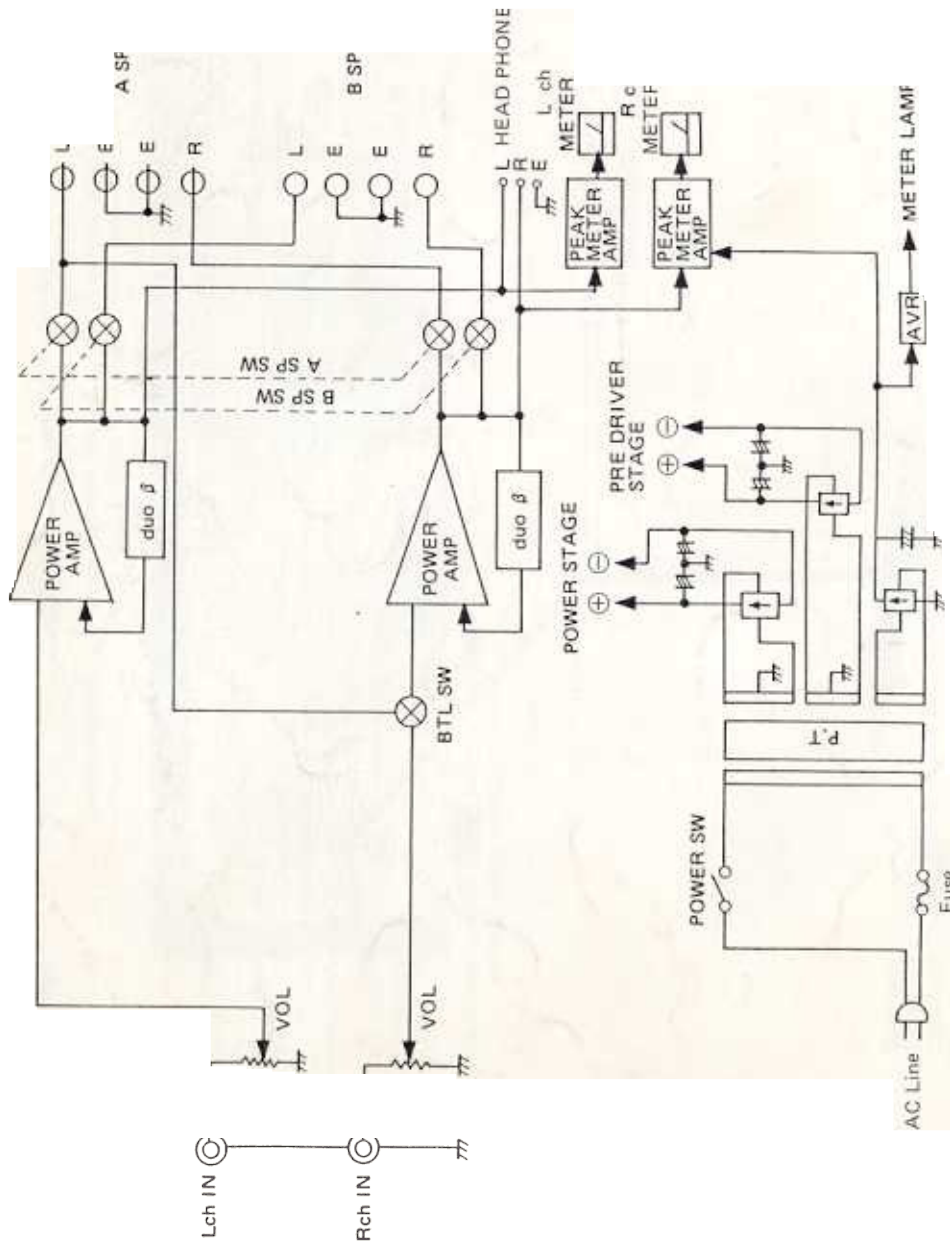 A SP
L
E
E
R
B SP
L
E
E
R
HEAD PHONE
L
R
E
L ch
METER
R c
METER
PEAK
METER
AMP
PEAK
METER
AMP
METER LAMP
AVR
A SP SW
B SP SW
POWER
AMP
duo β
POWER
AMP
duo β
BTL SW
PRE DRIVER
STAGE
⊕
⊖
POWER STAGE
⊕
⊖
P.T
POWER SW
Fuse
AC Line
VOL
VOL
Lch IN
Rch IN